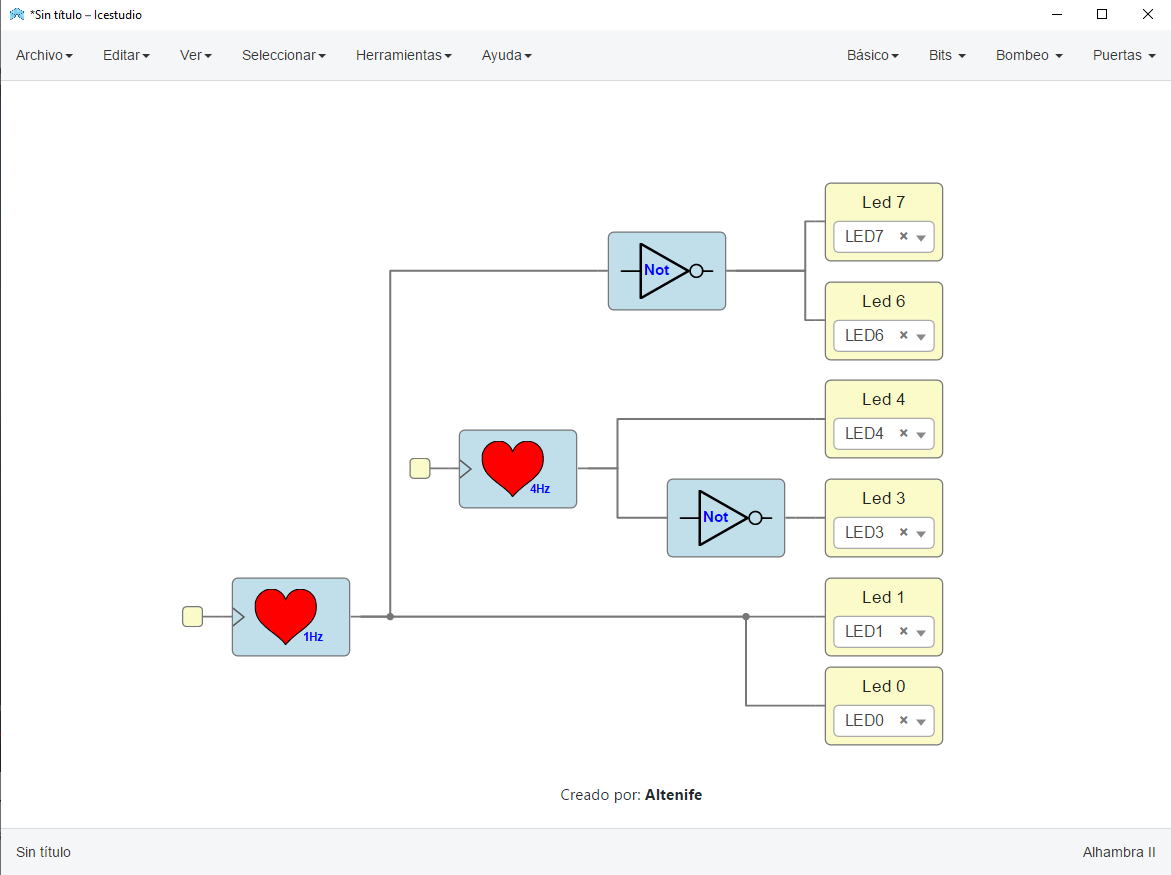 *Sin título – Icestudio
Archivo Editar Ver Seleccionar Herramientas Ayuda Básico Bits Bombeo Puertas
Led 7
LED7
Not
Led 6
LED6
Led 4
LED4
4Hz
Led 3
Not
LED3
Led 1
LED1
1Hz
Led 0
LED0
Creado por: Altenife
Sin título Alhambra II